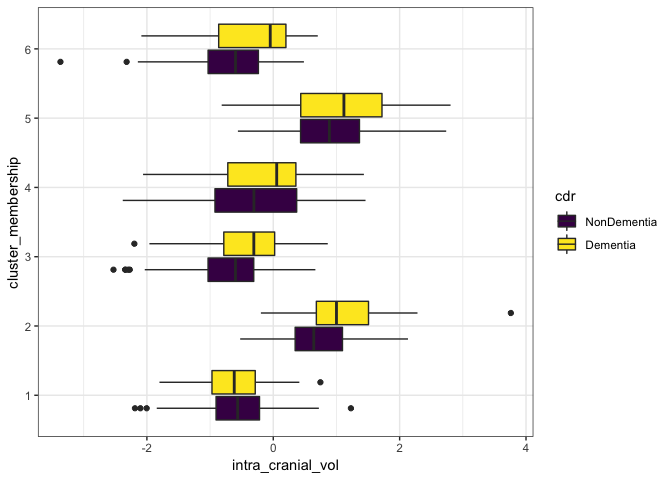 6
5
4
3
2
1
cluster_membership
-2 0 2 4
intra_cranial_vol
cdr
NonDementia
Dementia